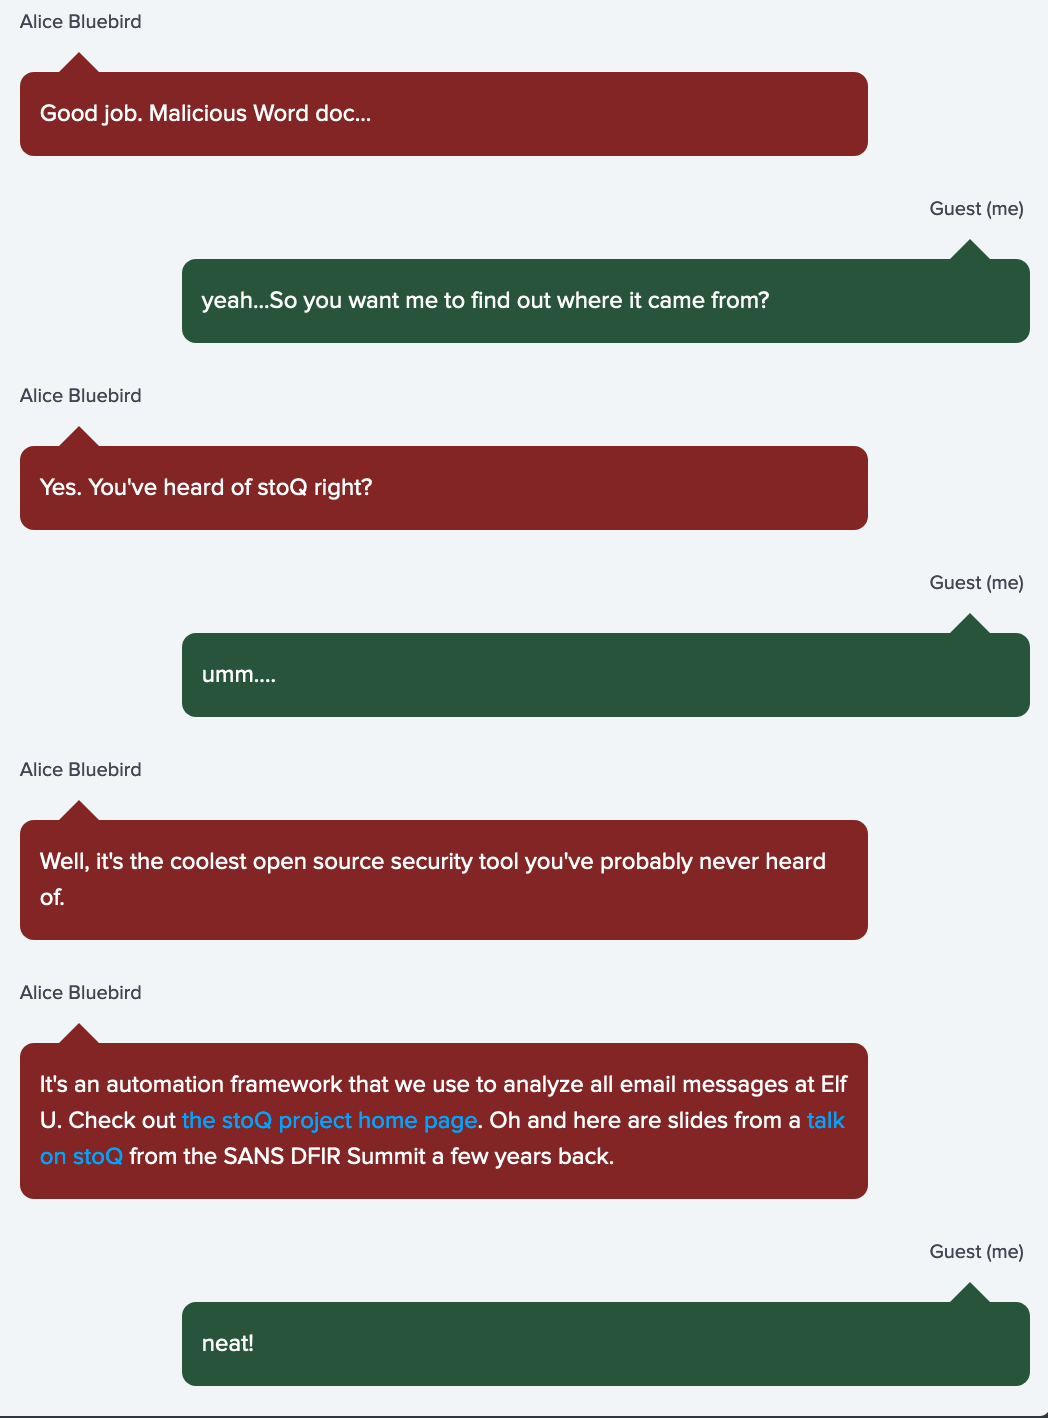 Alice Bluebird
Good job. Malicious Word doc...
Guest (me)
yeah...So you want me to find out where it came from?
Alice Bluebird
Yes. You've heard of stoQ right?
Guest (me)
umm....
Alice Bluebird
Well, it's the coolest open source security tool you've probably never heard
of.
Alice Bluebird
It's an automation framework that we use to analyze all email messages at Elf
U. Check out the stoQ project home page. Oh and here are slides from a talk
on stoQ from the SANS DFIR Summit a few years back.
Guest (me)
neat!